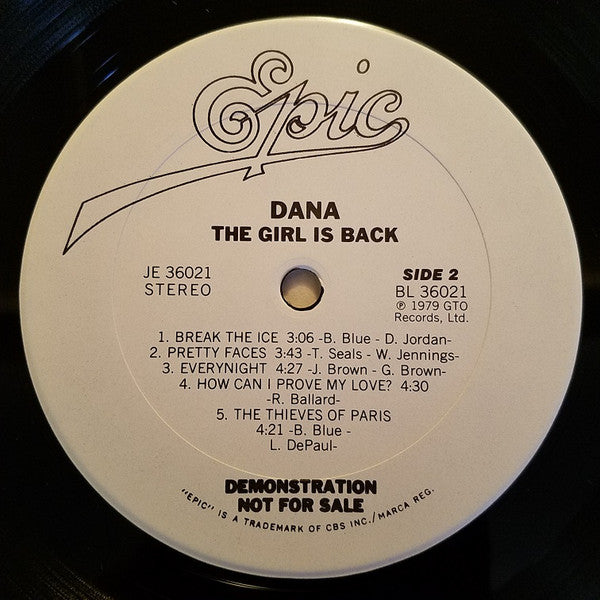 Epic
DANA
THE GIRL IS BACK
JE 36021
STEREO
SIDE 2
BL 36021
℗ 1979 GTO
Records, Ltd.
1. BREAK THE ICE 3:06 -B. Blue - D. Jordan-
2. PRETTY FACES 3:43 -T. Seals - W. Jennings-
3. EVERYNIGHT 4:27 -J. Brown - G. Brown-
4. HOW CAN I PROVE MY LOVE? 4:30
-R. Ballard-
5. THE THIEVES OF PARIS
4:21 -B. Blue -
L. DePaul-
DEMONSTRATION
NOT FOR SALE
"EPIC" IS A TRADEMARK OF CBS INC./MARCA REG.